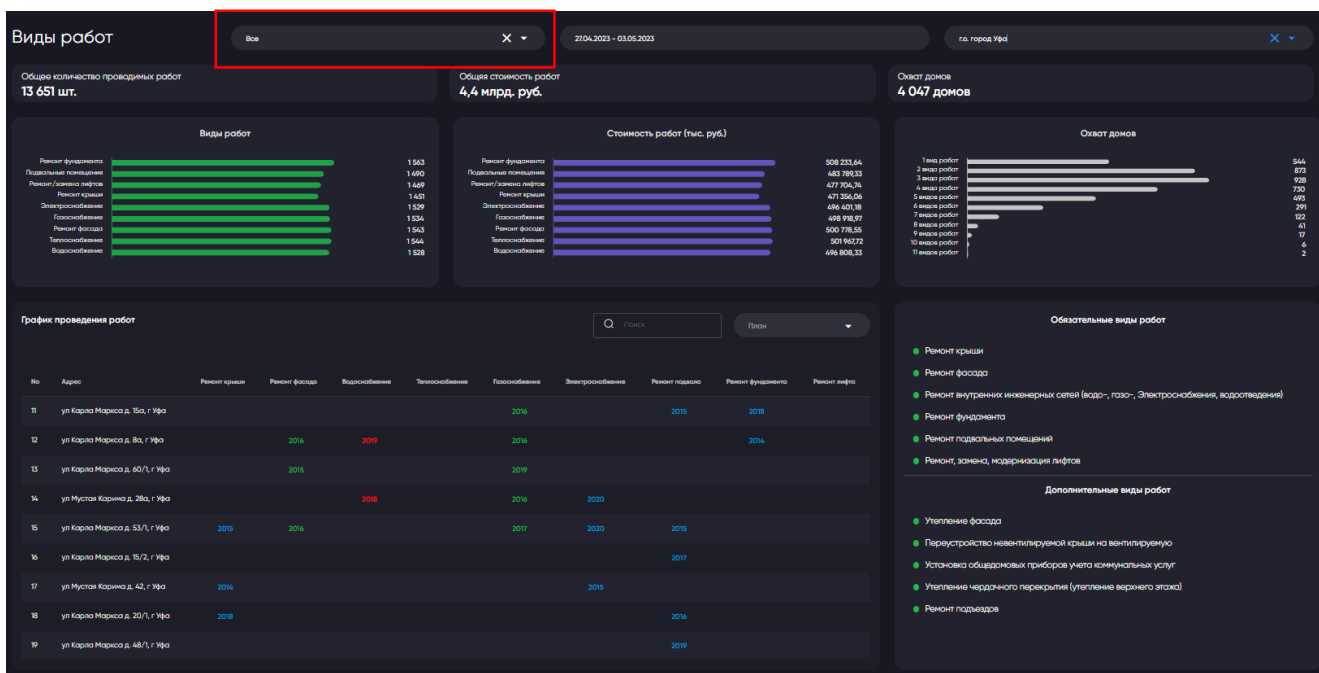 Виды работ
Все
27.04.2023 - 03.05.2023
г.о. город Уфа
Общее количество проводимых работ
13 651 шт.
Общая стоимость работ
4,4 млрд. руб.
Охват домов
4 047 домов
Виды работ
Ремонт фундамента 1 563
Подвальные помещения 1 490
Ремонт/замена лифтов 1 469
Ремонт крыши 1 451
Электроснабжение 1 529
Газоснабжение 1 534
Ремонт фасада 1 543
Теплоснабжение 1 544
Водоснабжение 1 528
Стоимость работ (тыс. руб.)
Ремонт фундамента 508 233,64
Подвальные помещения 483 789,33
Ремонт/замена лифтов 477 704,74
Ремонт крыши 471 356,06
Электроснабжение 496 401,18
Газоснабжение 498 918,97
Ремонт фасада 500 778,55
Теплоснабжение 501 967,72
Водоснабжение 496 808,33
Охват домов
1 вид работ 544
2 вида работ 873
3 вида работ 928
4 вида работ 730
5 видов работ 493
6 видов работ 291
7 видов работ 122
8 видов работ 41
9 видов работ 17
10 видов работ 6
11 видов работ 2
График проведения работ
Поиск
План
No Адрес Ремонт крыши Ремонт фасада Водоснабжение Теплоснабжение Газоснабжение Электроснабжение Ремонт подвала Ремонт фундамента Ремонт лифта
11 ул Карла Маркса д. 15а, г Уфа 2016 2015 2018
12 ул Карла Маркса д. 8а, г Уфа 2016 2019 2016 2014
13 ул Карла Маркса д. 60/1, г Уфа 2015 2019
14 ул Мустая Карима д. 28а, г Уфа 2018 2016 2020
15 ул Карла Маркса д. 53/1, г Уфа 2015 2016 2017 2020 2015
16 ул Карла Маркса д. 15/2, г Уфа 2017
17 ул Мустая Карима д. 42, г Уфа 2014 2015
18 ул Карла Маркса д. 20/1, г Уфа 2018 2016
19 ул Карла Маркса д. 48/1, г Уфа 2019
Обязательные виды работ
Ремонт крыши
Ремонт фасада
Ремонт внутренних инженерных сетей (водо-, газо-, Электроснабжения, водоотведения)
Ремонт фундамента
Ремонт подвальных помещений
Ремонт, замена, модернизация лифтов
Дополнительные виды работ
Утепление фасада
Переустройство невентилируемой крыши на вентилируемую
Установка общедомовых приборов учета коммунальных услуг
Утепление чердачного перекрытия (утепление верхнего этажа)
Ремонт подъездов